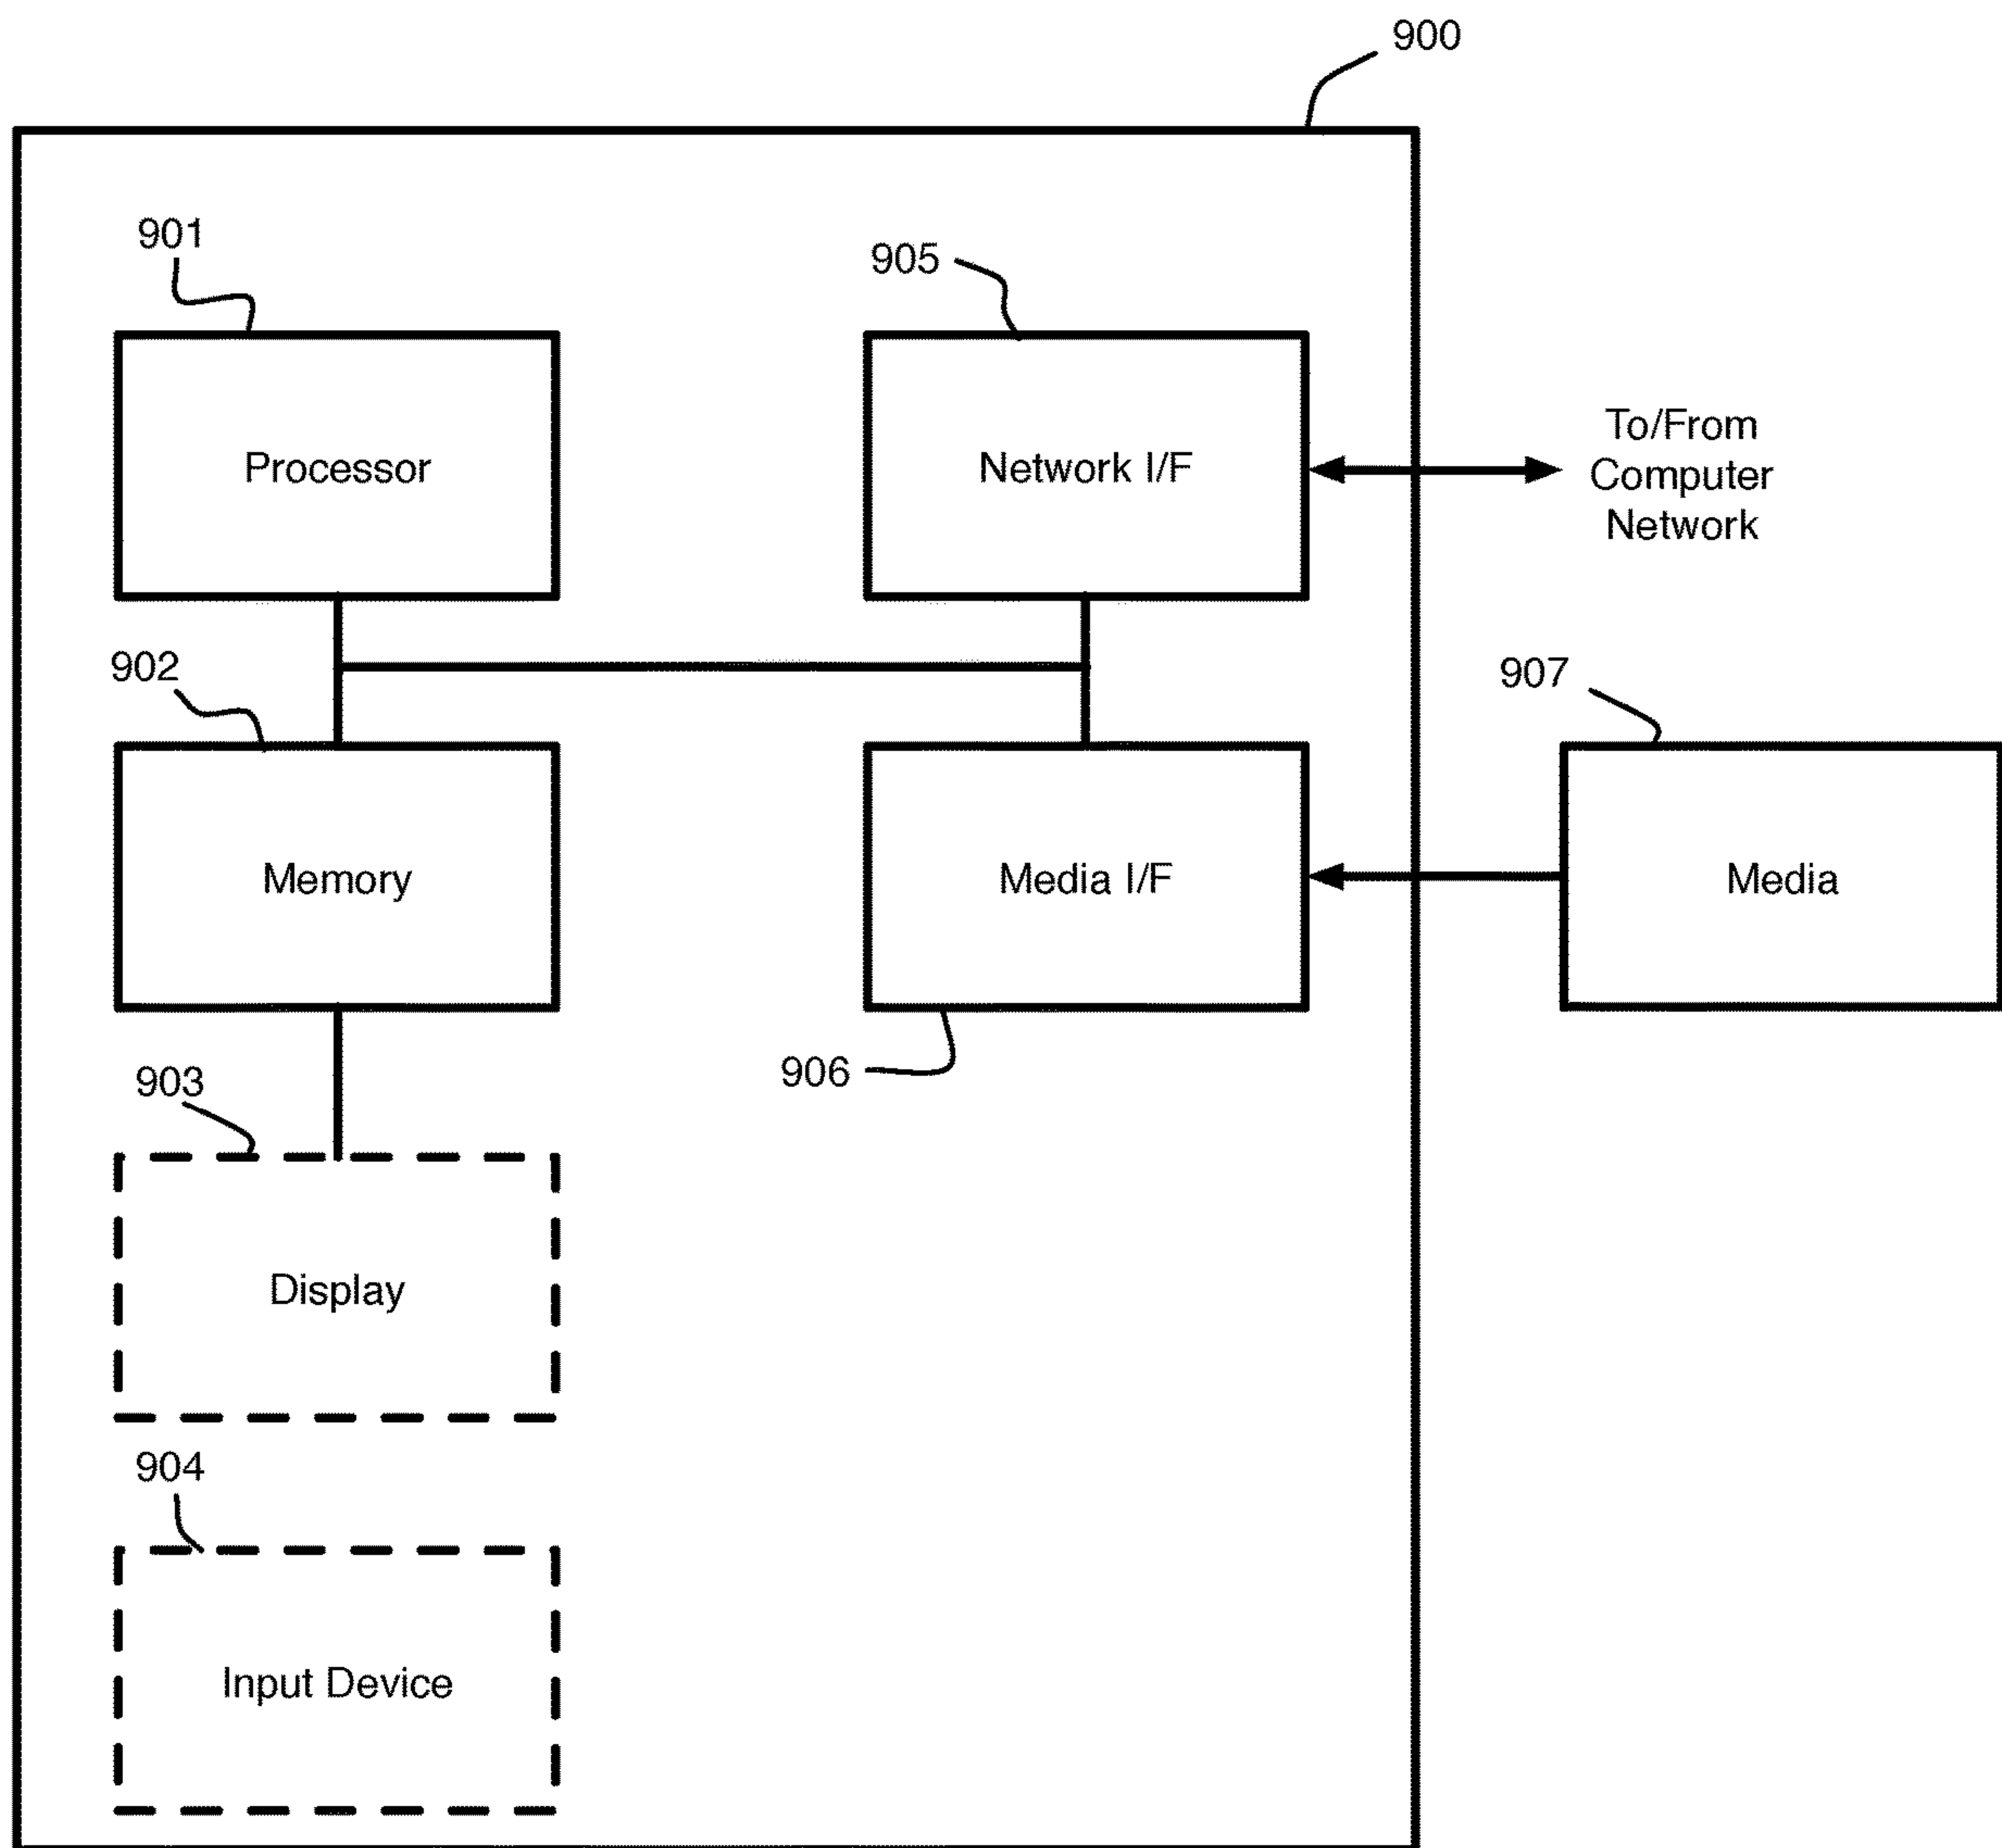 900
901
905
Processor
Network I/F
To/From
Computer
Network
902
907
Memory
Media I/F
Media
903
906
Display
904
Input Device